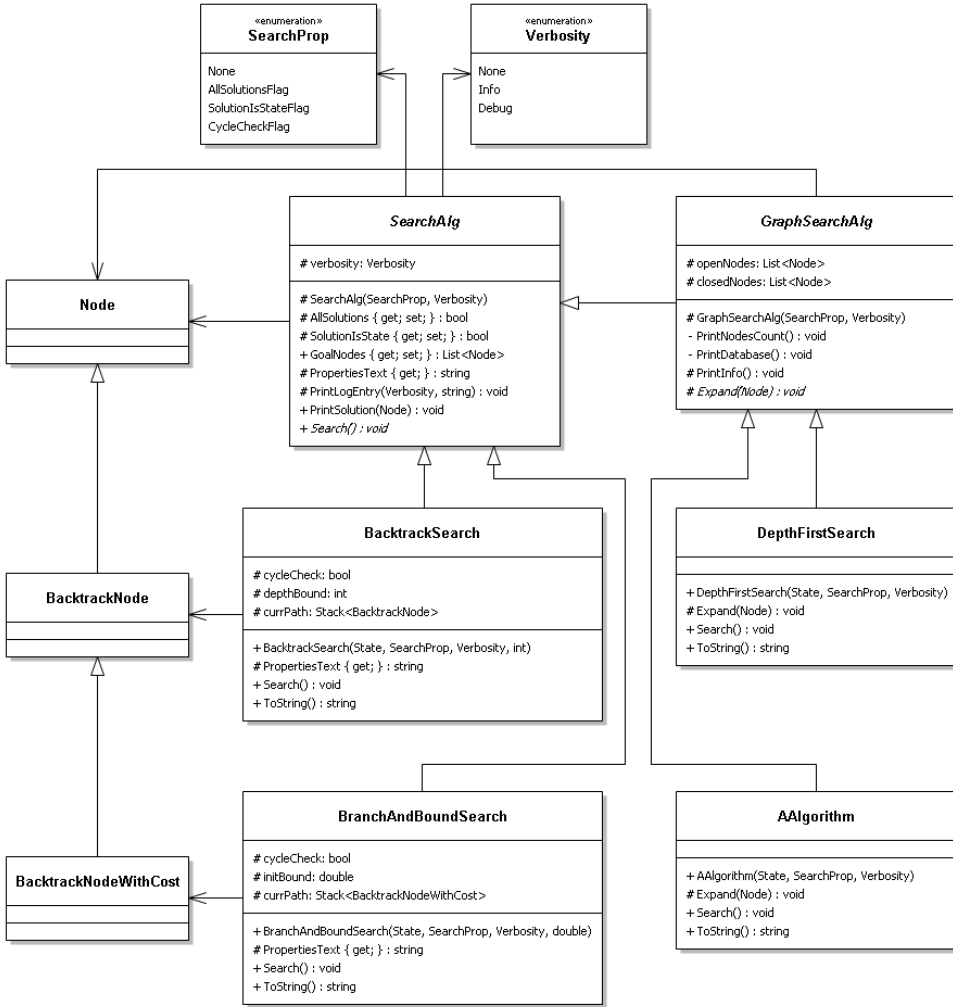 «enumeration»
SearchProp
None
AllSolutionsFlag
SolutionIsStateFlag
CycleCheckFlag
«enumeration»
Verbosity
None
Info
Debug
SearchAlg
# verbosity: Verbosity
# SearchAlg(SearchProp, Verbosity)
# AllSolutions { get; set; } : bool
# SolutionIsState { get; set; } : bool
+ GoalNodes { get; set; } : List<Node>
# PropertiesText { get; } : string
# PrintLogEntry(Verbosity, string) : void
+ PrintSolution(Node) : void
+ Search() : void
GraphSearchAlg
# openNodes: List<Node>
# closedNodes: List<Node>
# GraphSearchAlg(SearchProp, Verbosity)
- PrintNodesCount() : void
- PrintDatabase() : void
# PrintInfo() : void
# Expand(Node) : void
Node
BacktrackSearch
# cycleCheck: bool
# depthBound: int
# currPath: Stack<BacktrackNode>
+ BacktrackSearch(State, SearchProp, Verbosity, int)
# PropertiesText { get; } : string
+ Search() : void
+ ToString() : string
DepthFirstSearch
+ DepthFirstSearch(State, SearchProp, Verbosity)
# Expand(Node) : void
+ Search() : void
+ ToString() : string
BacktrackNode
BranchAndBoundSearch
# cycleCheck: bool
# initBound: double
# currPath: Stack<BacktrackNodeWithCost>
+ BranchAndBoundSearch(State, SearchProp, Verbosity, double)
# PropertiesText { get; } : string
+ Search() : void
+ ToString() : string
AAlgorithm
+ AAlgorithm(State, SearchProp, Verbosity)
# Expand(Node) : void
+ Search() : void
+ ToString() : string
BacktrackNodeWithCost